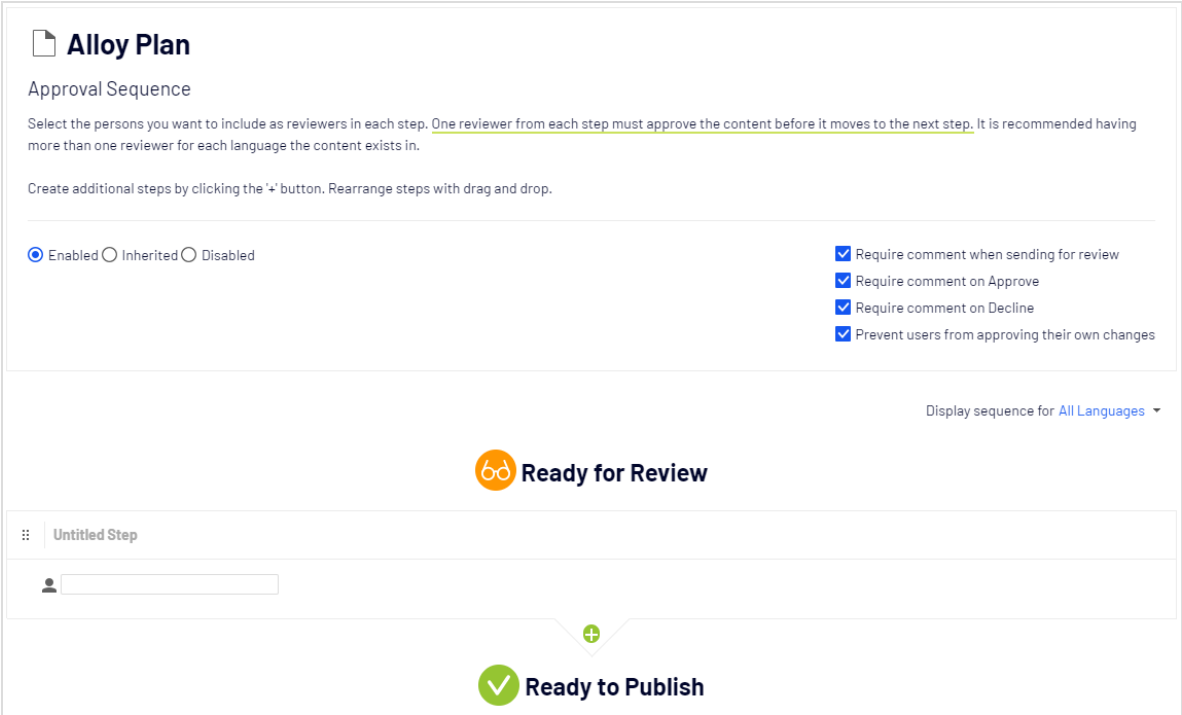 Alloy Plan
Approval Sequence
Select the persons you want to include as reviewers in each step. One reviewer from each step must approve the content before it moves to the next step. It is recommended having
more than one reviewer for each language the content exists in.
Create additional steps by clicking the '+' button. Rearrange steps with drag and drop.
Enabled Inherited Disabled
Require comment when sending for review
Require comment on Approve
Require comment on Decline
Prevent users from approving their own changes
Display sequence for All Languages
Ready for Review
Untitled Step
Ready to Publish